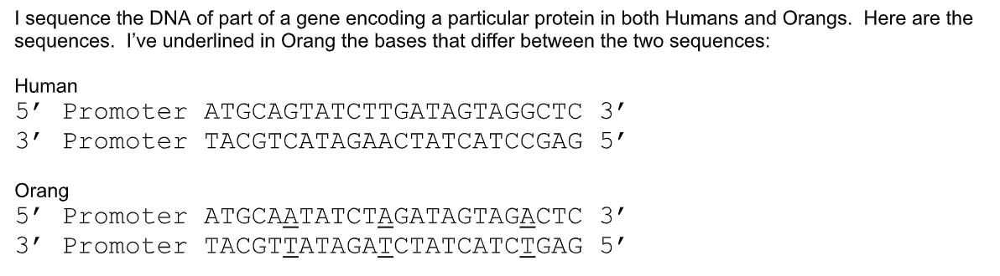 I sequence the DNA of part of a gene encoding a particular protein in both Humans and Orangs.  Here are the
sequences.  I’ve underlined in Orang the bases that differ between the two sequences:
Human
5′ Promoter ATGCAGTATCTTGATAGTAGGCTC 3′
3′ Promoter TACGTCATAGAACTATCATCCGAG 5′
Orang
5′ Promoter ATGCAATATCTAGATAGTAGACTC 3′
3′ Promoter TACGTTATAGATCTATCATCTGAG 5′